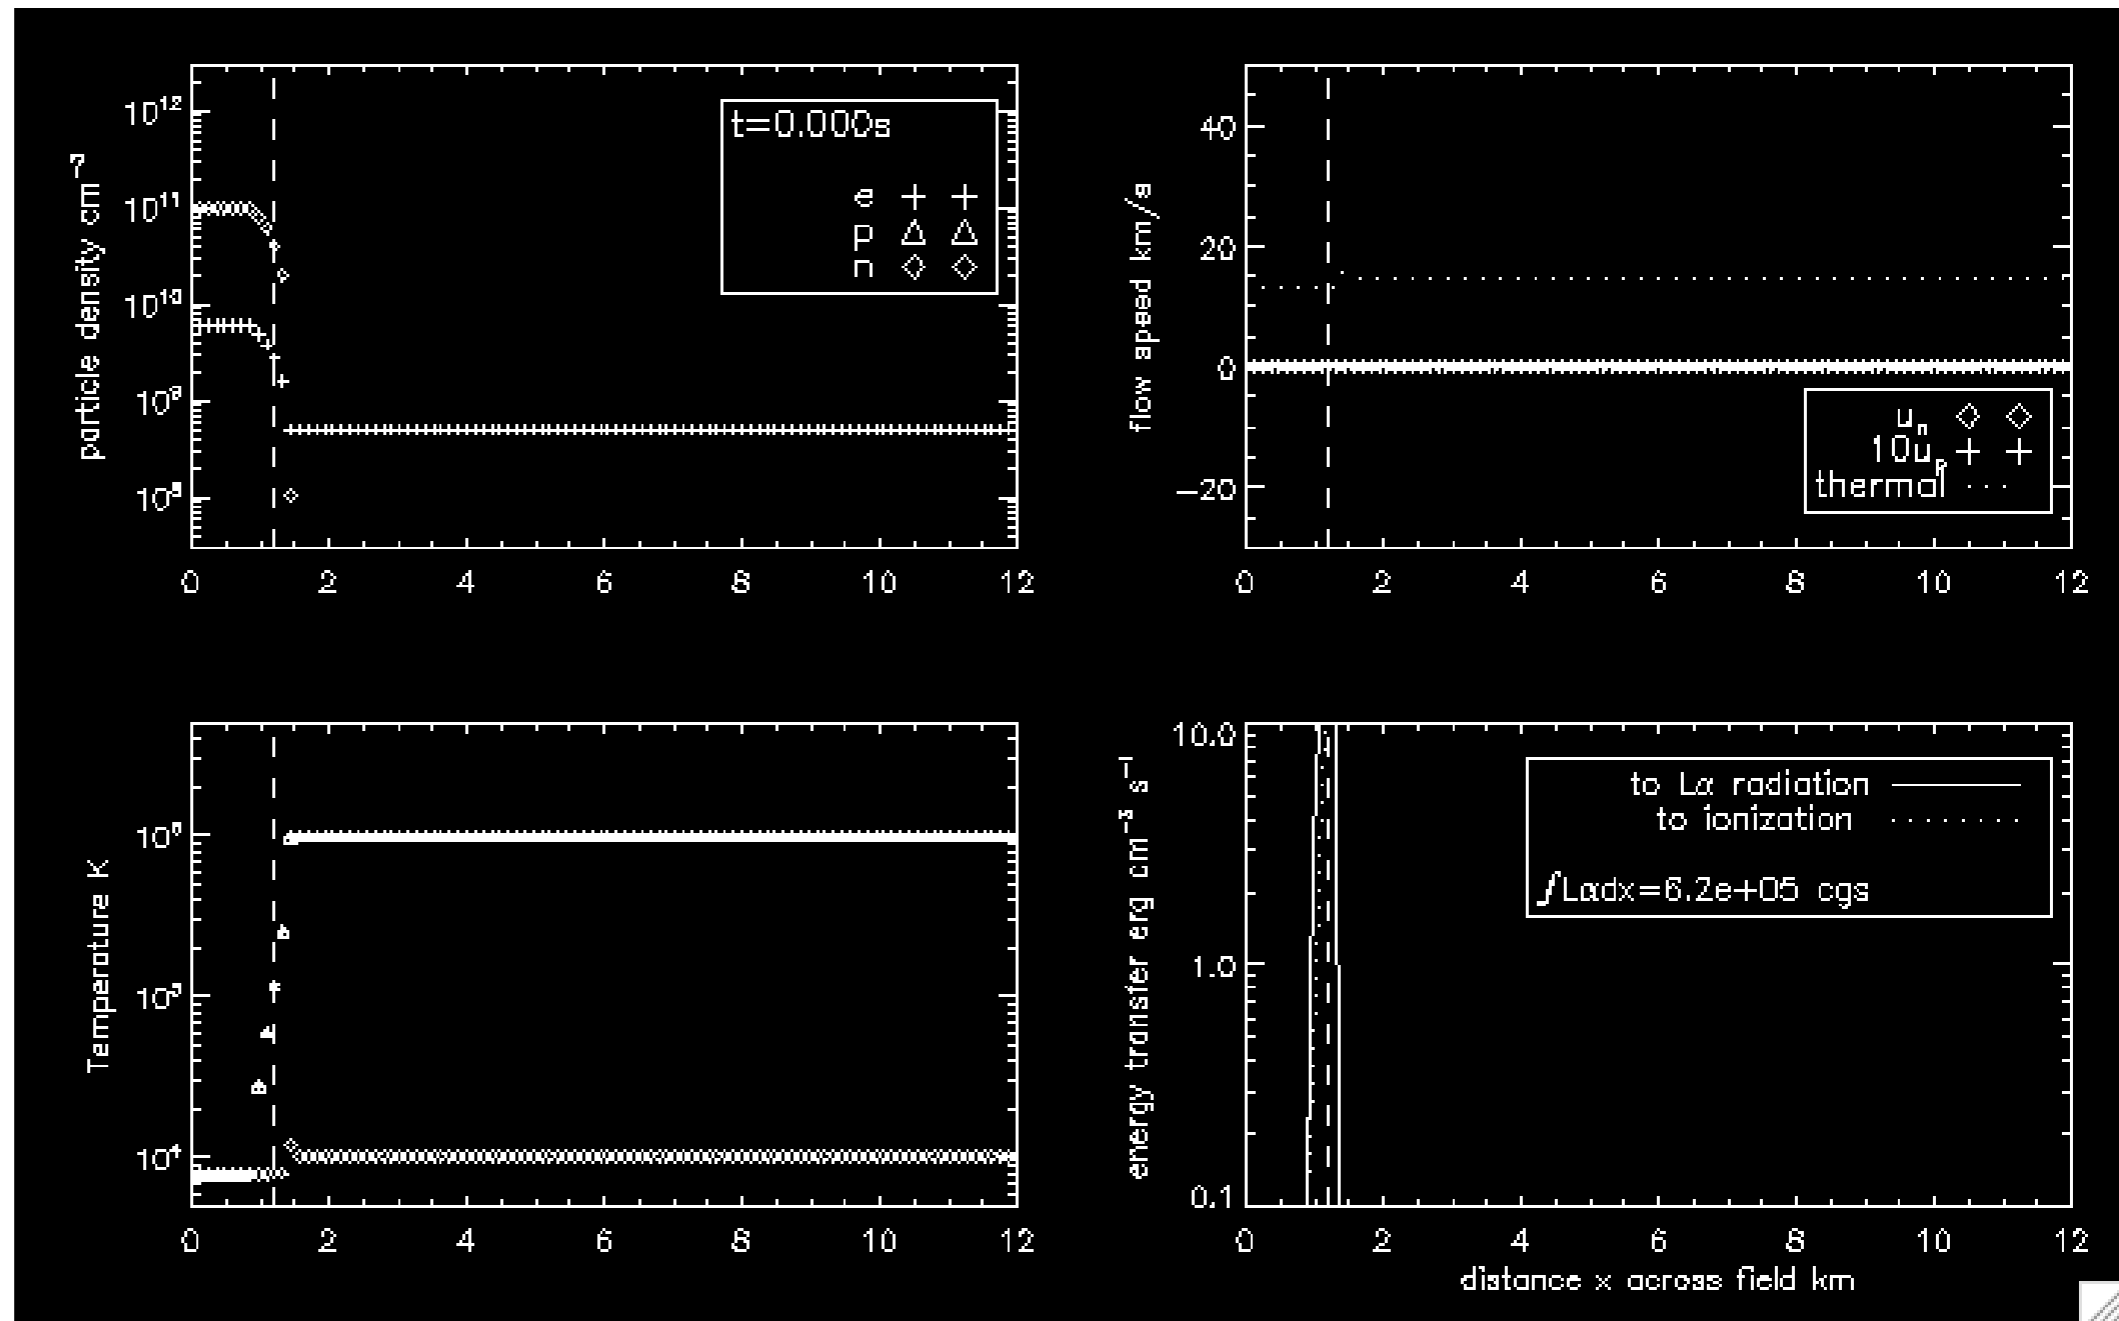 particle density cm⁻³
10¹²
10¹¹
10¹⁰
10⁹
10⁸
t=0.000s
e
p
n
0 2 4 6 8 10 12
flow speed km/s
40
20
0
−20
uₙ
10uₚ
thermal
0 2 4 6 8 10 12
Temperature K
10⁶
10⁵
10⁴
0 2 4 6 8 10 12
energy transfer erg cm⁻³ s⁻¹
10.0
1.0
0.1
to Lα radiation
to ionization
∫Lαdx=6.2e+05 cgs
0 2 4 6 8 10 12
distance x across field km